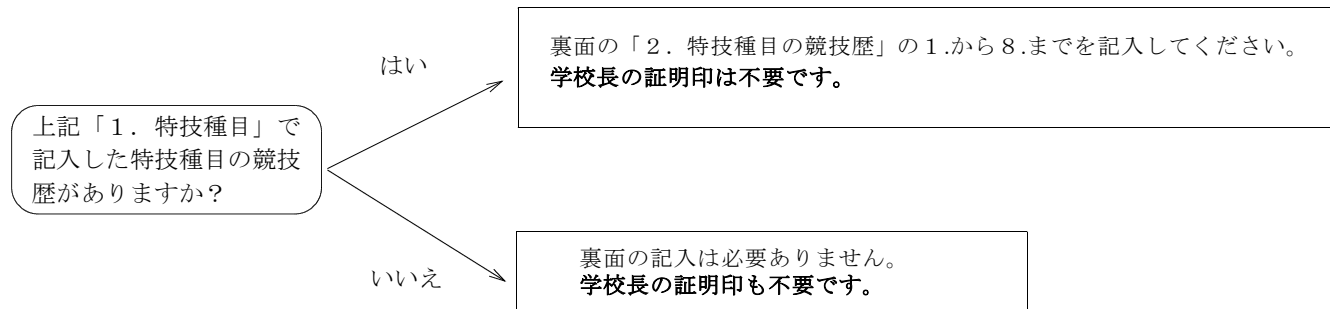 裏面の「２．特技種目の競技歴」の１.から８.までを記入してください。
学校長の証明印は不要です。
はい
上記「１．特技種目」で
記入した特技種目の競技
歴がありますか？
いいえ
裏面の記入は必要ありません。
学校長の証明印も不要です。